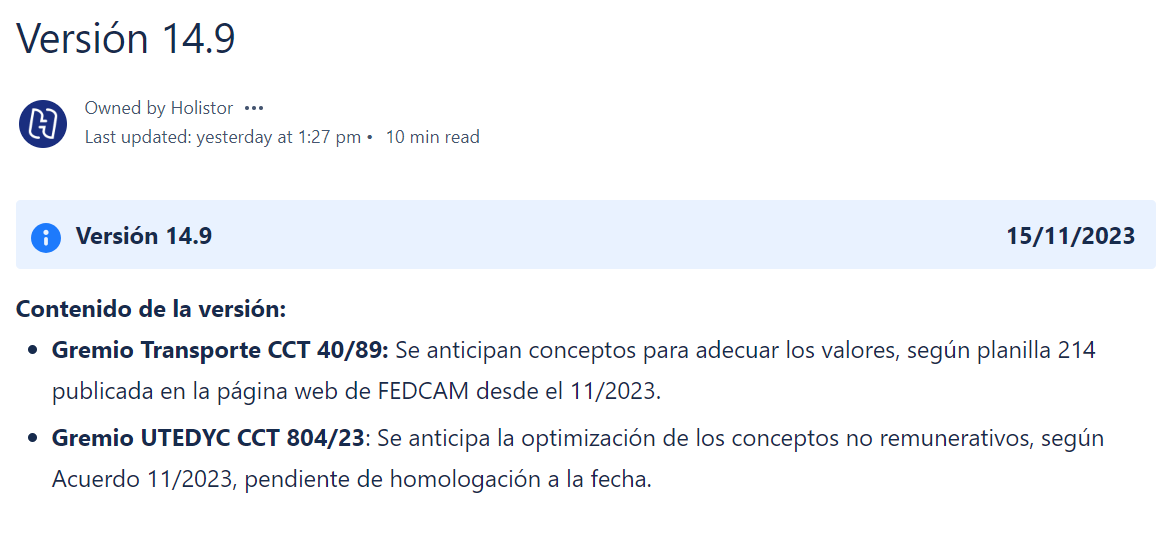 Versión 14.9
Owned by Holistor •••
Last updated: yesterday at 1:27 pm • 10 min read
Versión 14.9 15/11/2023
Contenido de la versión:
• Gremio Transporte CCT 40/89: Se anticipan conceptos para adecuar los valores, según planilla 214
publicada en la página web de FEDCAM desde el 11/2023.
• Gremio UTEDYC CCT 804/23: Se anticipa la optimización de los conceptos no remunerativos, según
Acuerdo 11/2023, pendiente de homologación a la fecha.